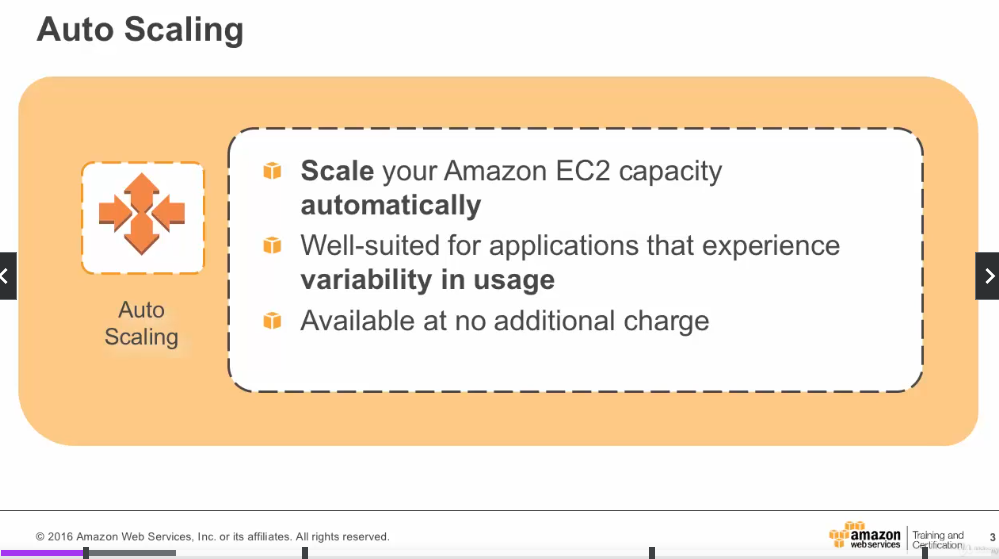 Auto Scaling
Scale your Amazon EC2 capacity
automatically
Well-suited for applications that experience
variability in usage
Available at no additional charge
Auto
Scaling
© 2016 Amazon Web Services, Inc. or its affiliates. All rights reserved.
amazon
webservices
Training and
Certification
3